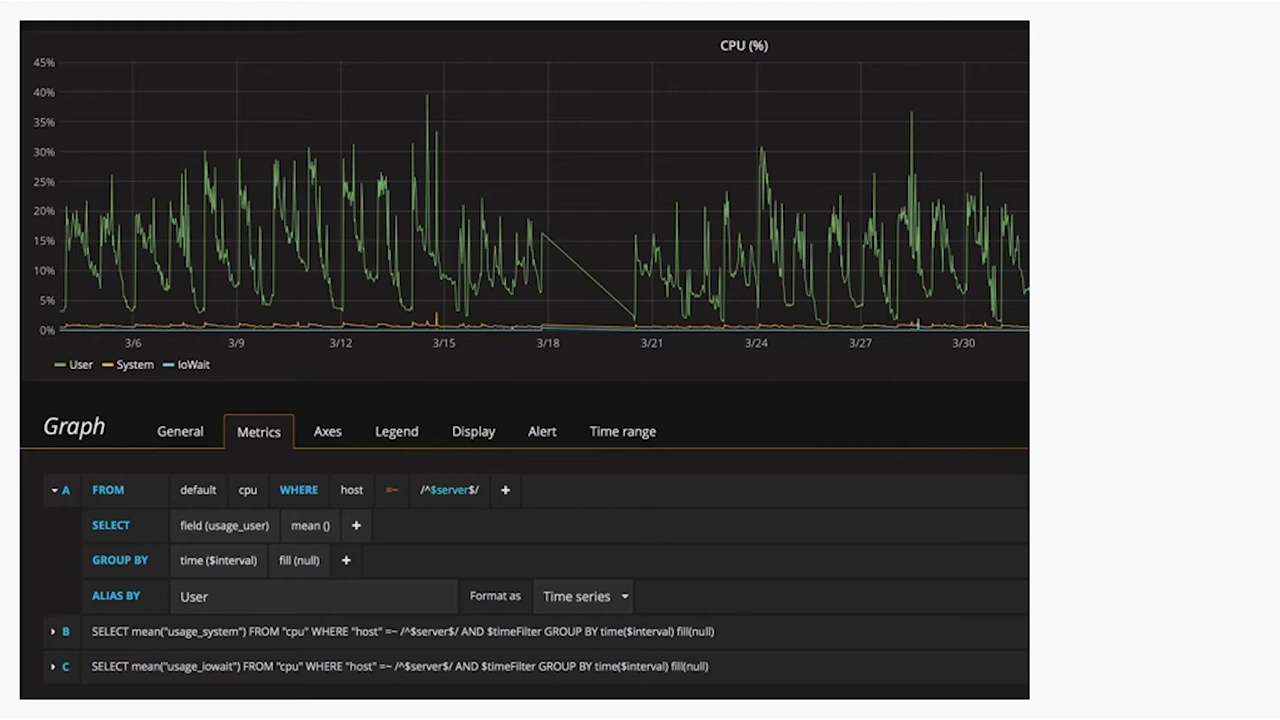 CPU (%)
45%
40%
35%
30%
25%
20%
15%
10%
5%
0%
3/6 3/9 3/12 3/15 3/18 3/21 3/24 3/27 3/30
User System IoWait
Graph General Metrics Axes Legend Display Alert Time range
A FROM default cpu WHERE host =~ /^$server$/ +
SELECT field (usage_user) mean () +
GROUP BY time ($interval) fill (null) +
ALIAS BY User Format as Time series
B SELECT mean("usage_system") FROM "cpu" WHERE "host" =~ /^$server$/ AND $timeFilter GROUP BY time($interval) fill(null)
C SELECT mean("usage_iowait") FROM "cpu" WHERE "host" =~ /^$server$/ AND $timeFilter GROUP BY time($interval) fill(null)